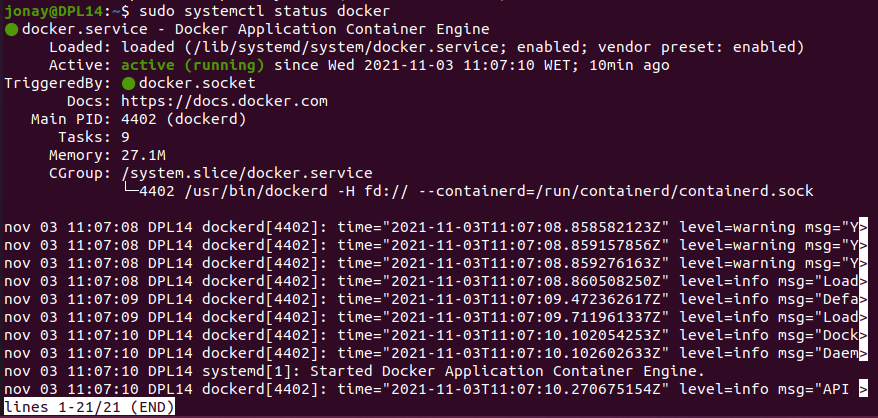 jonay@DPL14:~$ sudo systemctl status docker
● docker.service - Docker Application Container Engine
Loaded: loaded (/lib/systemd/system/docker.service; enabled; vendor preset: enabled)
Active: active (running) since Wed 2021-11-03 11:07:10 WET; 10min ago
TriggeredBy: ● docker.socket
Docs: https://docs.docker.com
Main PID: 4402 (dockerd)
Tasks: 9
Memory: 27.1M
CGroup: /system.slice/docker.service
└─4402 /usr/bin/dockerd -H fd:// --containerd=/run/containerd/containerd.sock
nov 03 11:07:08 DPL14 dockerd[4402]: time="2021-11-03T11:07:08.858582123Z" level=warning msg="Y>
nov 03 11:07:08 DPL14 dockerd[4402]: time="2021-11-03T11:07:08.859157856Z" level=warning msg="Y>
nov 03 11:07:08 DPL14 dockerd[4402]: time="2021-11-03T11:07:08.859276163Z" level=warning msg="Y>
nov 03 11:07:08 DPL14 dockerd[4402]: time="2021-11-03T11:07:08.860508250Z" level=info msg="Load>
nov 03 11:07:09 DPL14 dockerd[4402]: time="2021-11-03T11:07:09.472362617Z" level=info msg="Defa>
nov 03 11:07:09 DPL14 dockerd[4402]: time="2021-11-03T11:07:09.711961337Z" level=info msg="Load>
nov 03 11:07:10 DPL14 dockerd[4402]: time="2021-11-03T11:07:10.102054253Z" level=info msg="Dock>
nov 03 11:07:10 DPL14 dockerd[4402]: time="2021-11-03T11:07:10.102602633Z" level=info msg="Daem>
nov 03 11:07:10 DPL14 systemd[1]: Started Docker Application Container Engine.
nov 03 11:07:10 DPL14 dockerd[4402]: time="2021-11-03T11:07:10.270675154Z" level=info msg="API >
lines 1-21/21 (END)